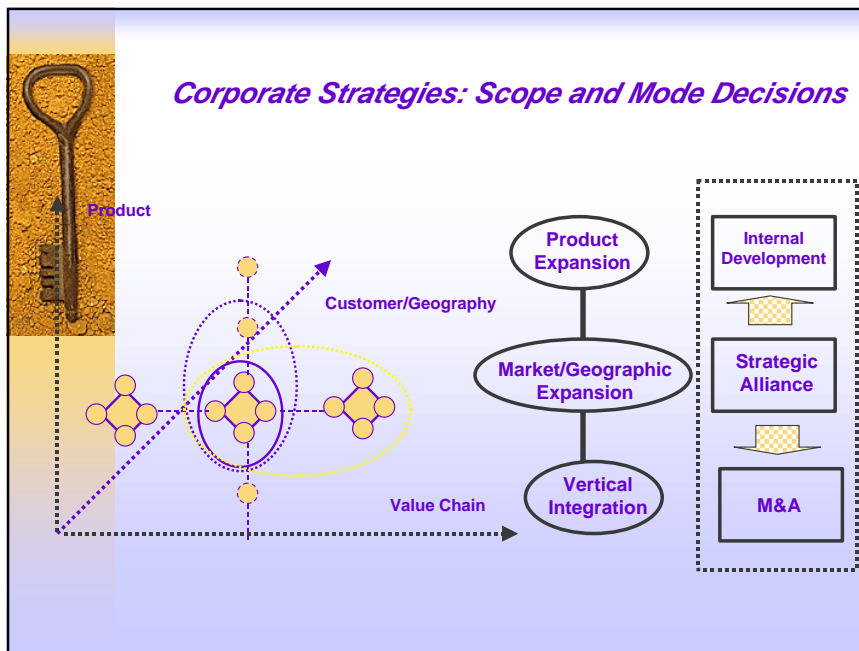 Corporate Strategies: Scope and Mode Decisions
Product
Customer/Geography
Value Chain
Product
Expansion
Market/Geographic
Expansion
Vertical
Integration
Internal
Development
Strategic
Alliance
M&A